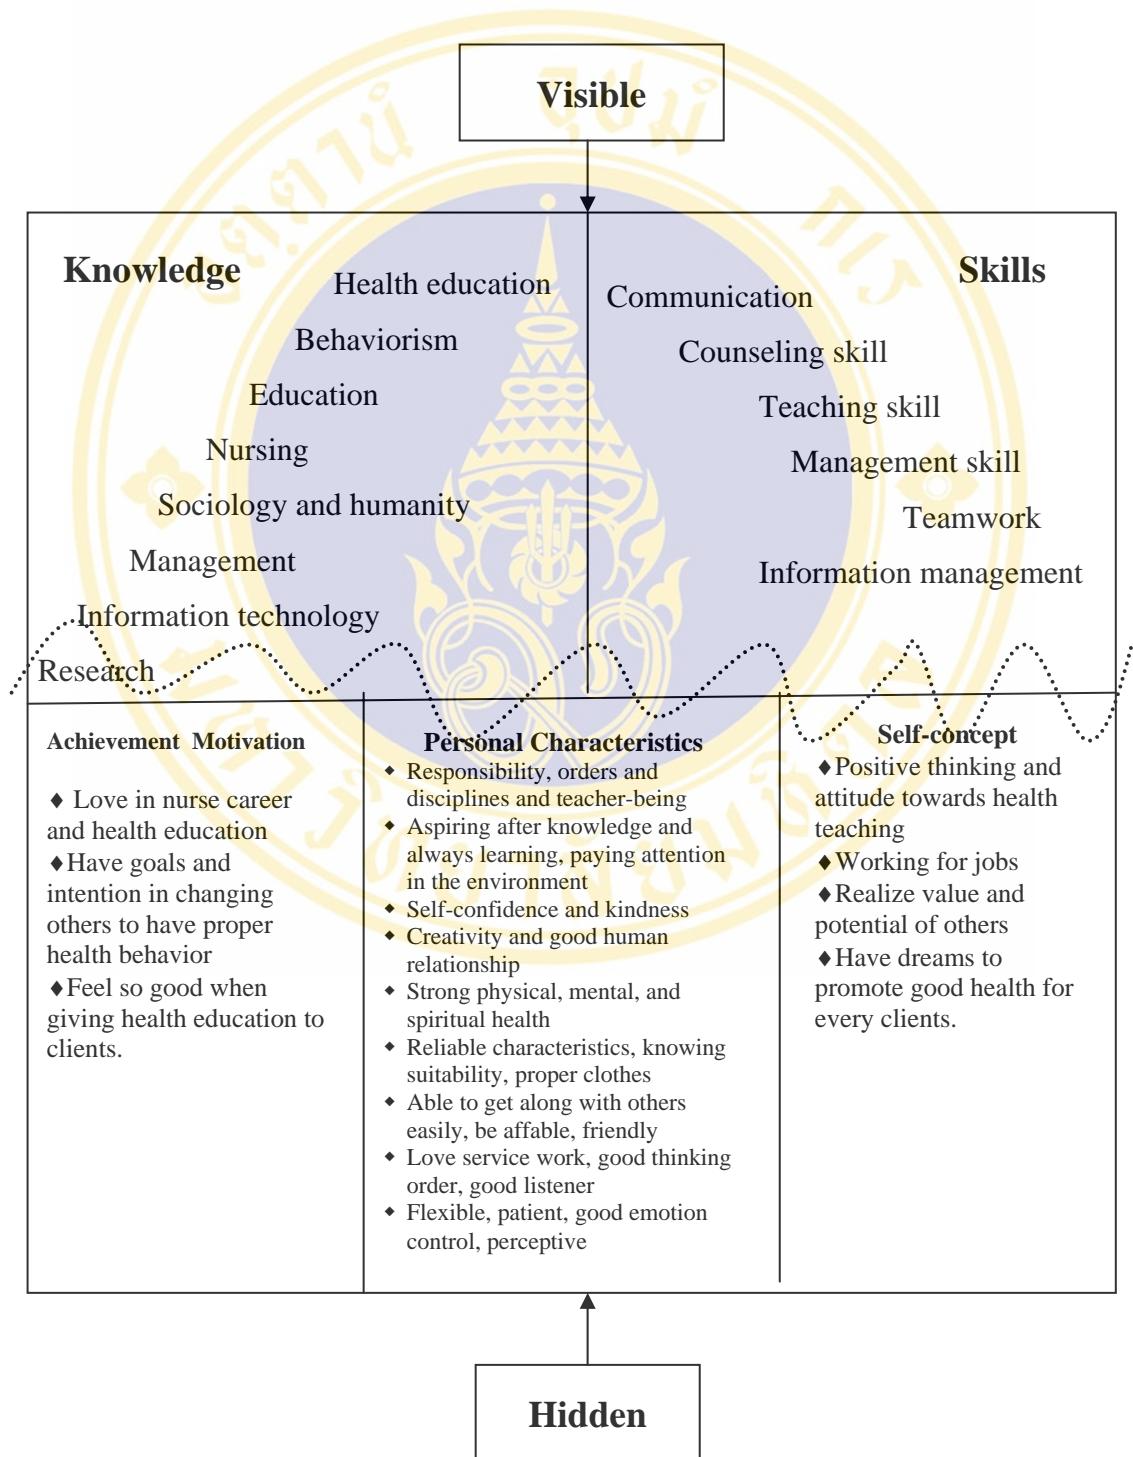 Visible
Knowledge
Health education
Behaviorism
Education
Nursing
Sociology and humanity
Management
Information technology
Research
Skills
Communication
Counseling skill
Teaching skill
Management skill
Teamwork
Information management
Achievement Motivation
♦ Love in nurse career
and health education
♦Have goals and
intention in changing
others to have proper
health behavior
♦Feel so good when
giving health education to
clients.
Personal Characteristics
♦ Responsibility, orders and
disciplines and teacher-being
♦ Aspiring after knowledge and
always learning, paying attention
in the environment
♦ Self-confidence and kindness
♦ Creativity and good human
relationship
♦ Strong physical, mental, and
spiritual health
♦ Reliable characteristics, knowing
suitability, proper clothes
♦ Able to get along with others
easily, be affable, friendly
♦ Love service work, good thinking
order, good listener
♦ Flexible, patient, good emotion
control, perceptive
Self-concept
♦Positive thinking and
attitude towards health
teaching
♦Working for jobs
♦Realize value and
potential of others
♦Have dreams to
promote good health for
every clients.
Hidden